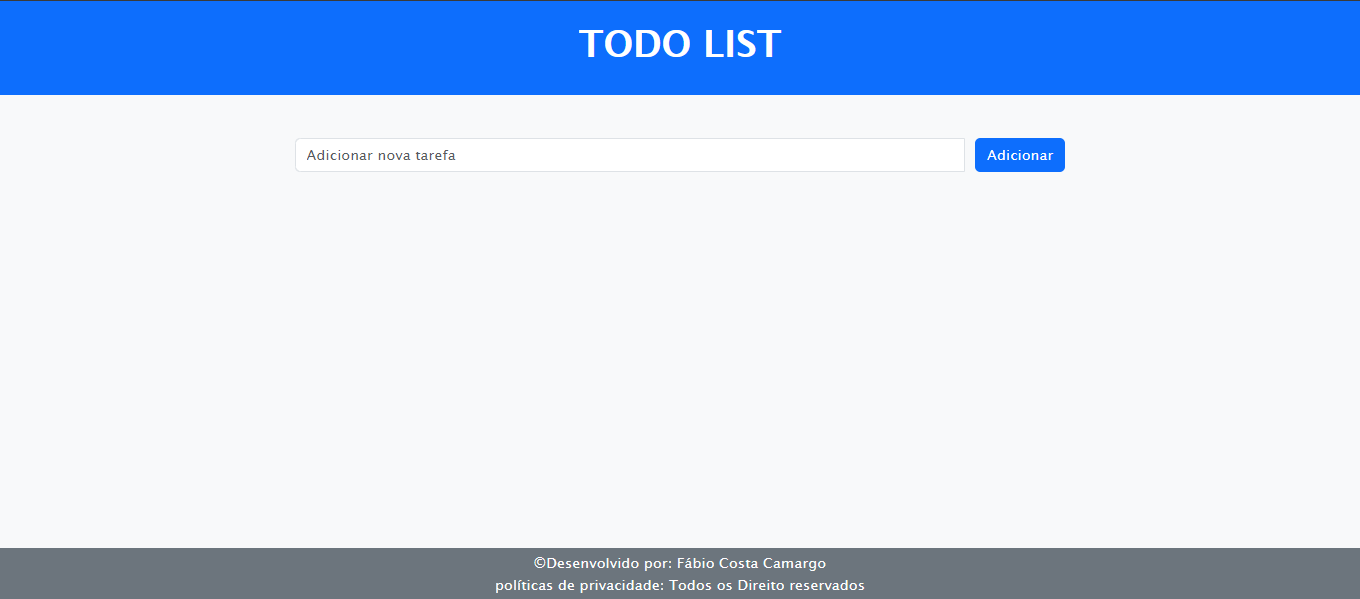 TODO LIST
Adicionar nova tarefa
Adicionar
©Desenvolvido por: Fábio Costa Camargo
políticas de privacidade: Todos os Direito reservados